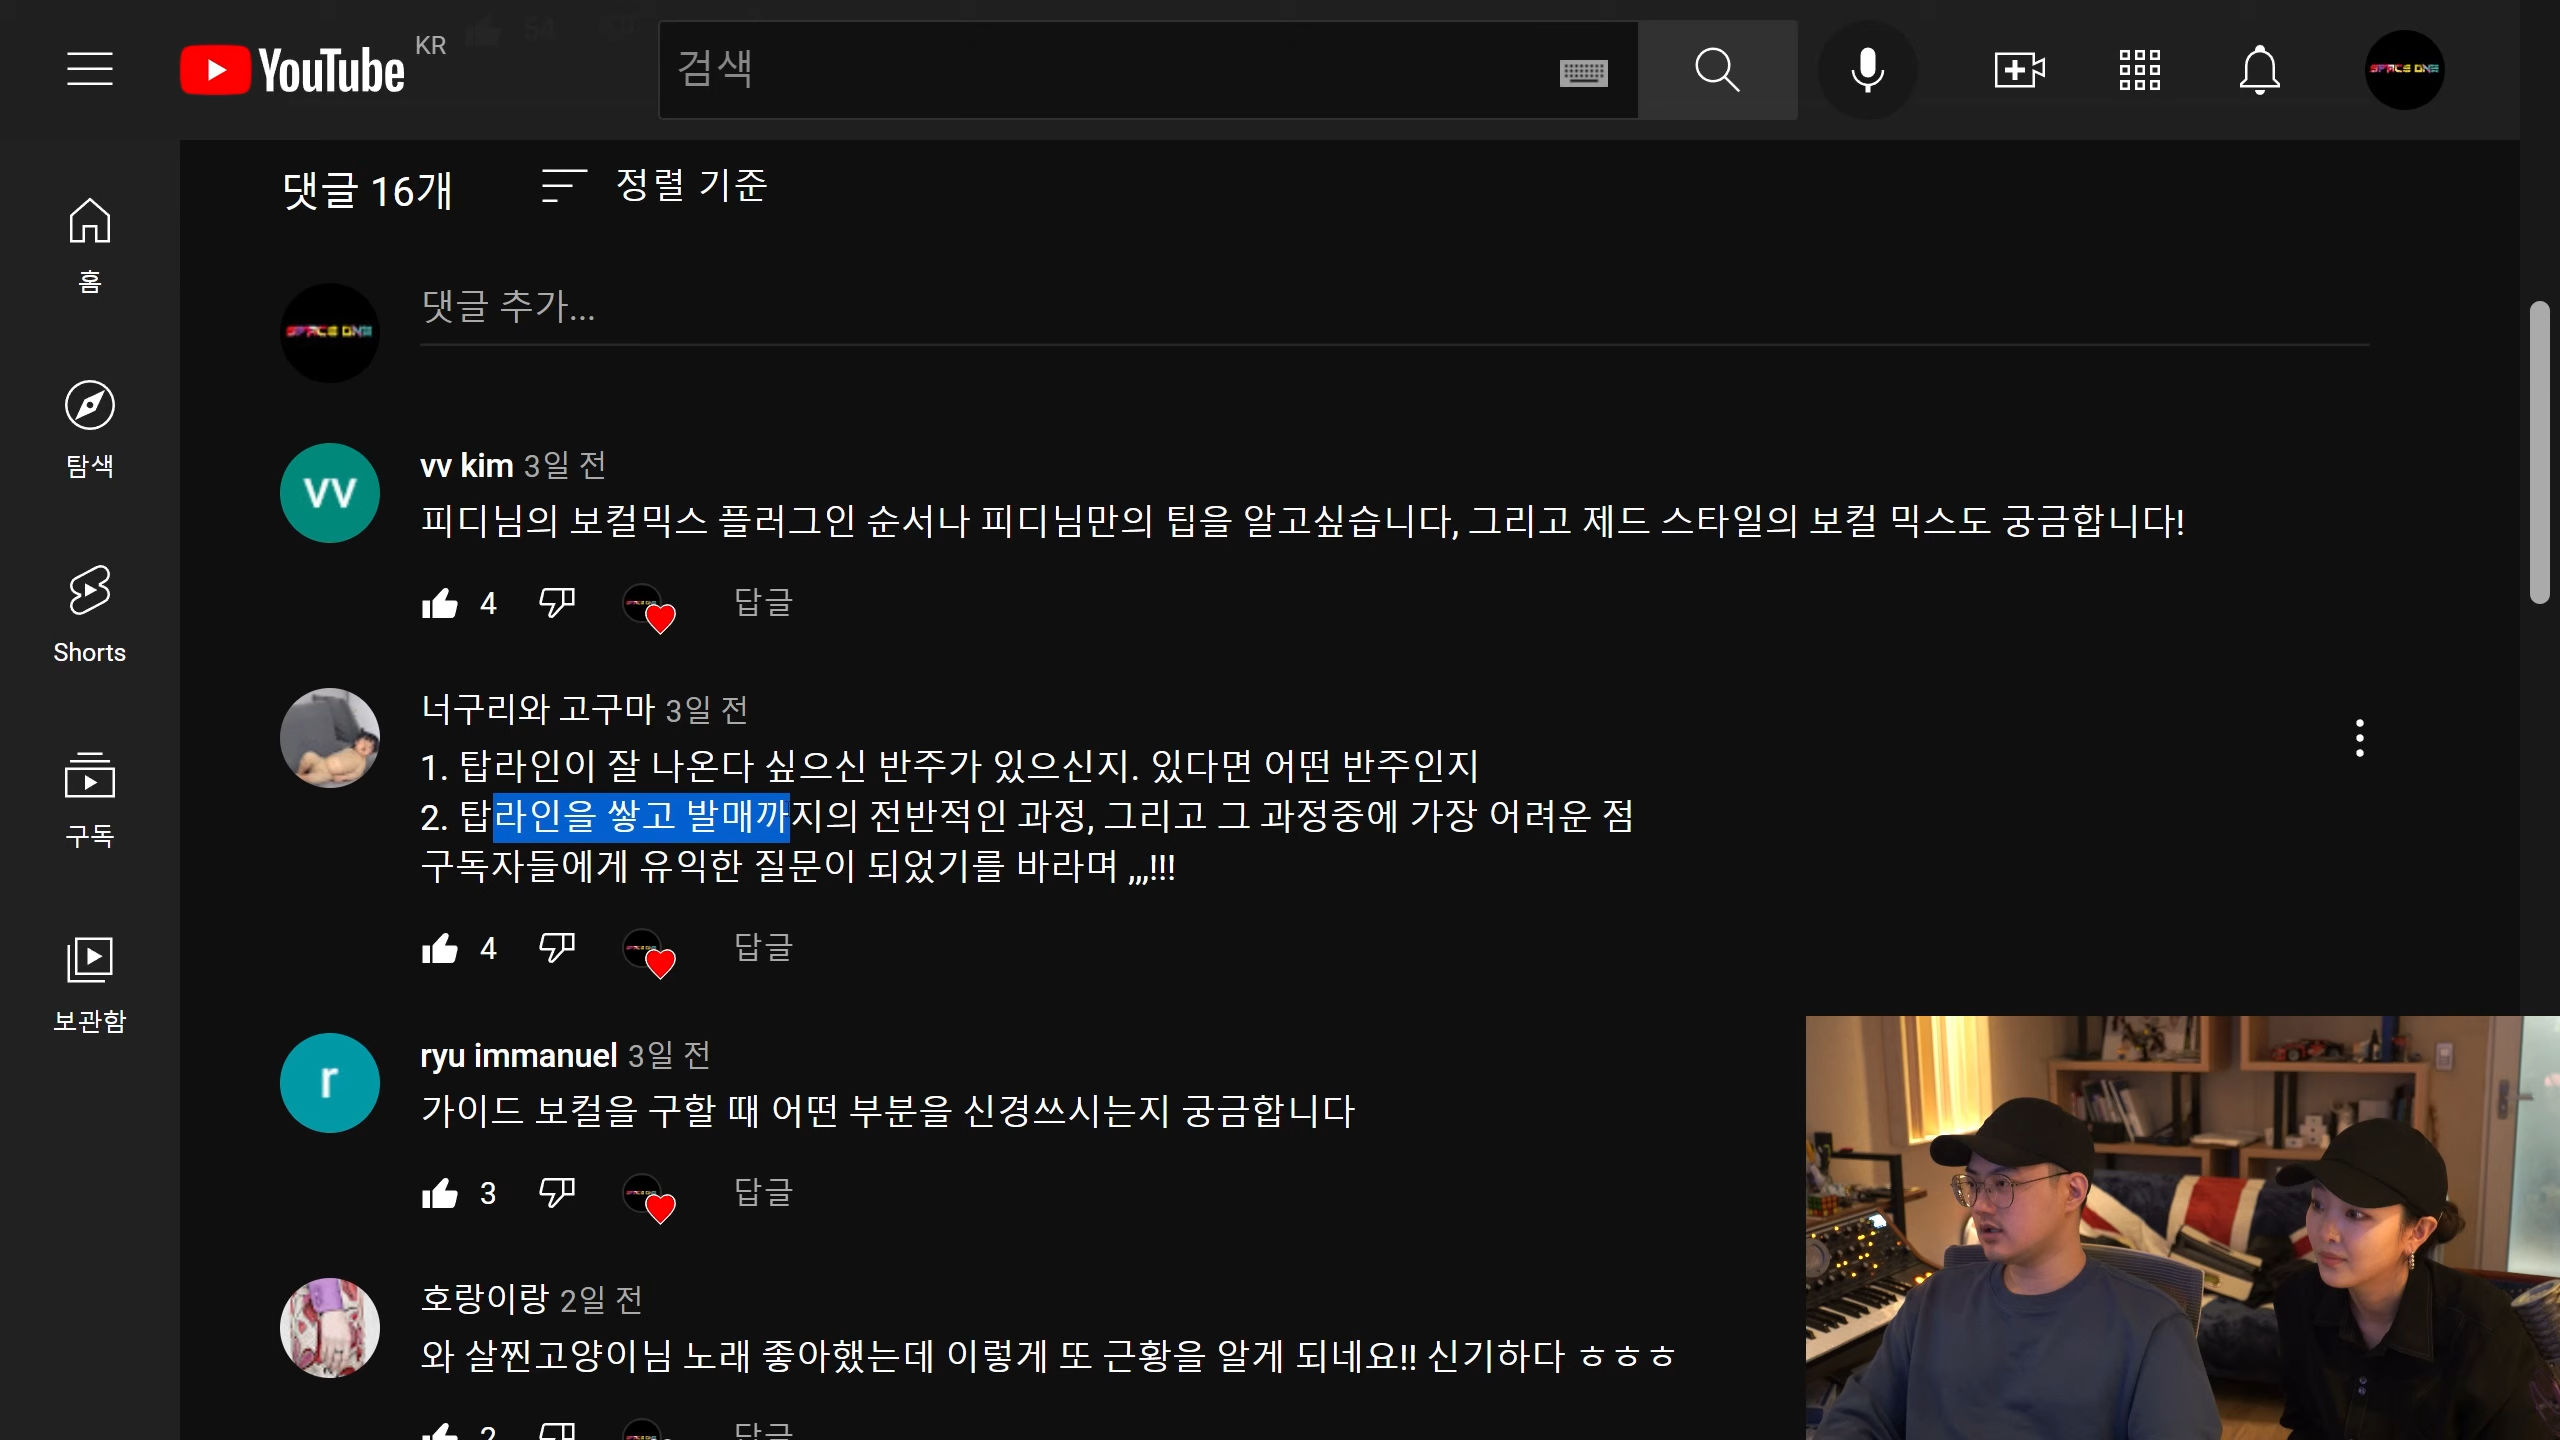 YouTube KR
검색
SPACE ONE
댓글 16개
정렬 기준
홈
탐색
Shorts
구독
보관함
SPACE ONE
댓글 추가...
vv
vv kim 3일 전
피디님의 보컬믹스 플러그인 순서나 피디님만의 팁을 알고싶습니다, 그리고 제드 스타일의 보컬 믹스도 궁금합니다!
4
답글
너구리와 고구마 3일 전
1. 탑라인이 잘 나온다 싶으신 반주가 있으신지. 있다면 어떤 반주인지
2. 탑라인을 쌓고 발매까지의 전반적인 과정, 그리고 그 과정중에 가장 어려운 점
구독자들에게 유익한 질문이 되었기를 바라며 ,,,!!!
4
답글
r
ryu immanuel 3일 전
가이드 보컬을 구할 때 어떤 부분을 신경쓰시는지 궁금합니다
3
답글
호랑이랑 2일 전
와 살찐고양이님 노래 좋아했는데 이렇게 또 근황을 알게 되네요!! 신기하다 ㅎㅎㅎ
2
답글